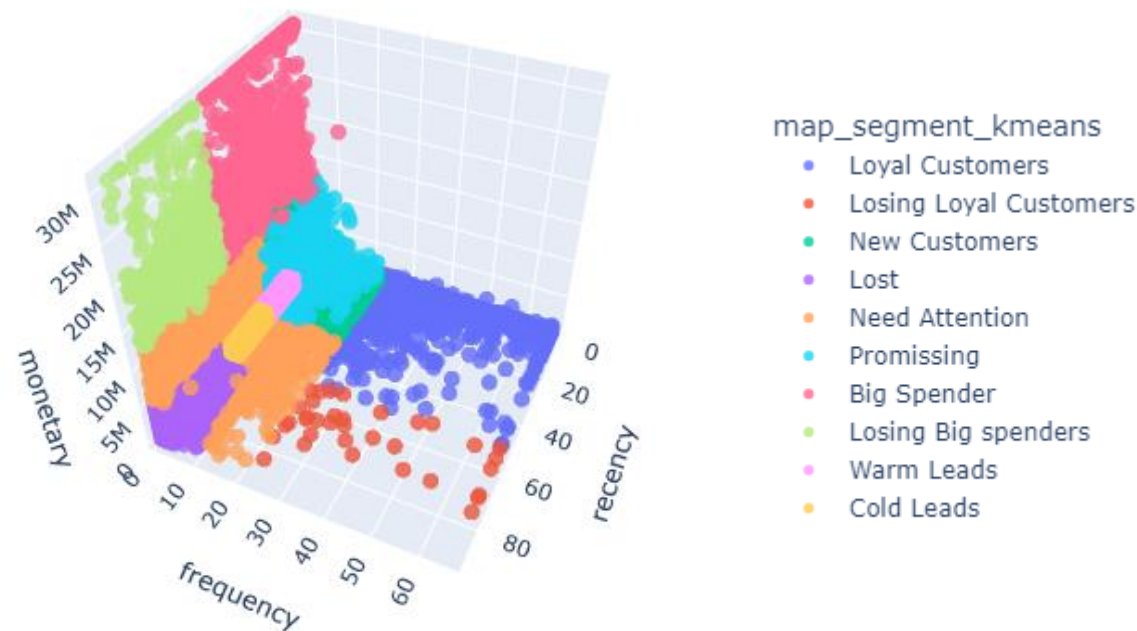 map_segment_kmeans
Loyal Customers
Losing Loyal Customers
New Customers
Lost
Need Attention
Promissing
Big Spender
Losing Big spenders
Warm Leads
Cold Leads
30M
25M
20M
15M
10M
5M
0
monetary
0
10
20
30
40
50
60
frequency
0
20
40
60
80
recency